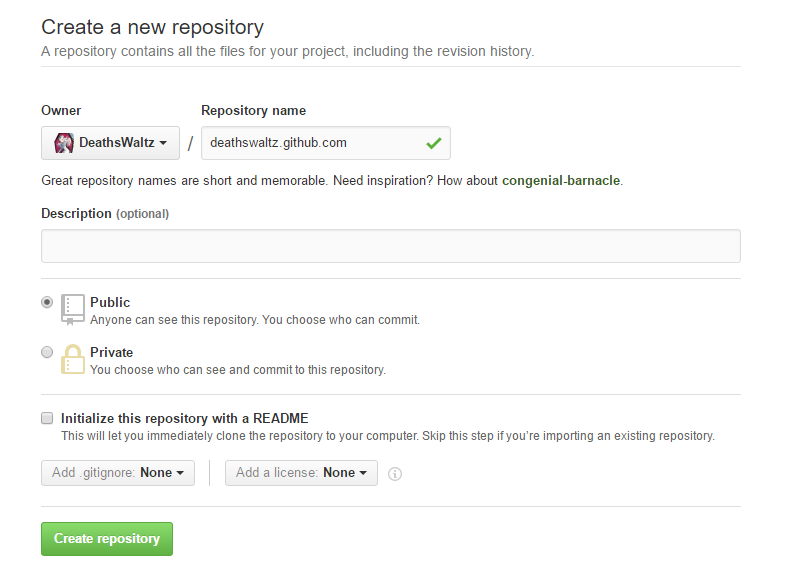 Create a new repository
A repository contains all the files for your project, including the revision history.
Owner Repository name
DeathsWaltz / deathswaltz.github.com
Great repository names are short and memorable. Need inspiration? How about congenial-barnacle.
Description (optional)
Public
Anyone can see this repository. You choose who can commit.
Private
You choose who can see and commit to this repository.
Initialize this repository with a README
This will let you immediately clone the repository to your computer. Skip this step if you’re importing an existing repository.
Add .gitignore: None Add a license: None
Create repository